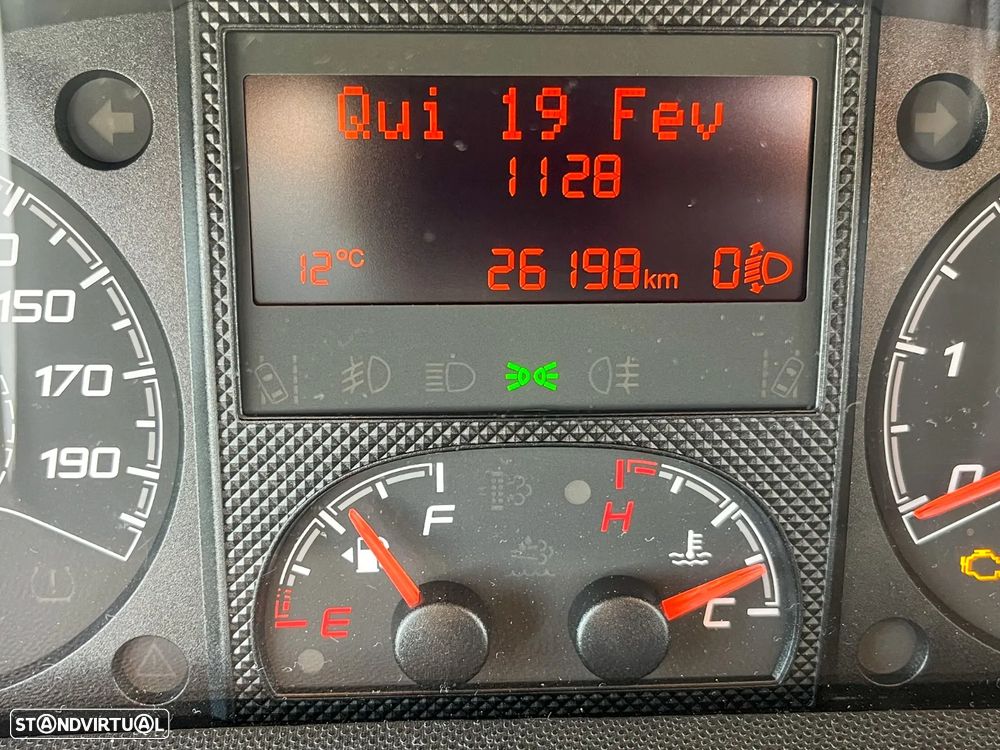 Qui 19 Fev
1128
12°C 26198km 0
150
170
190
F
E
H
C
1
0
STANDVIRTUAL